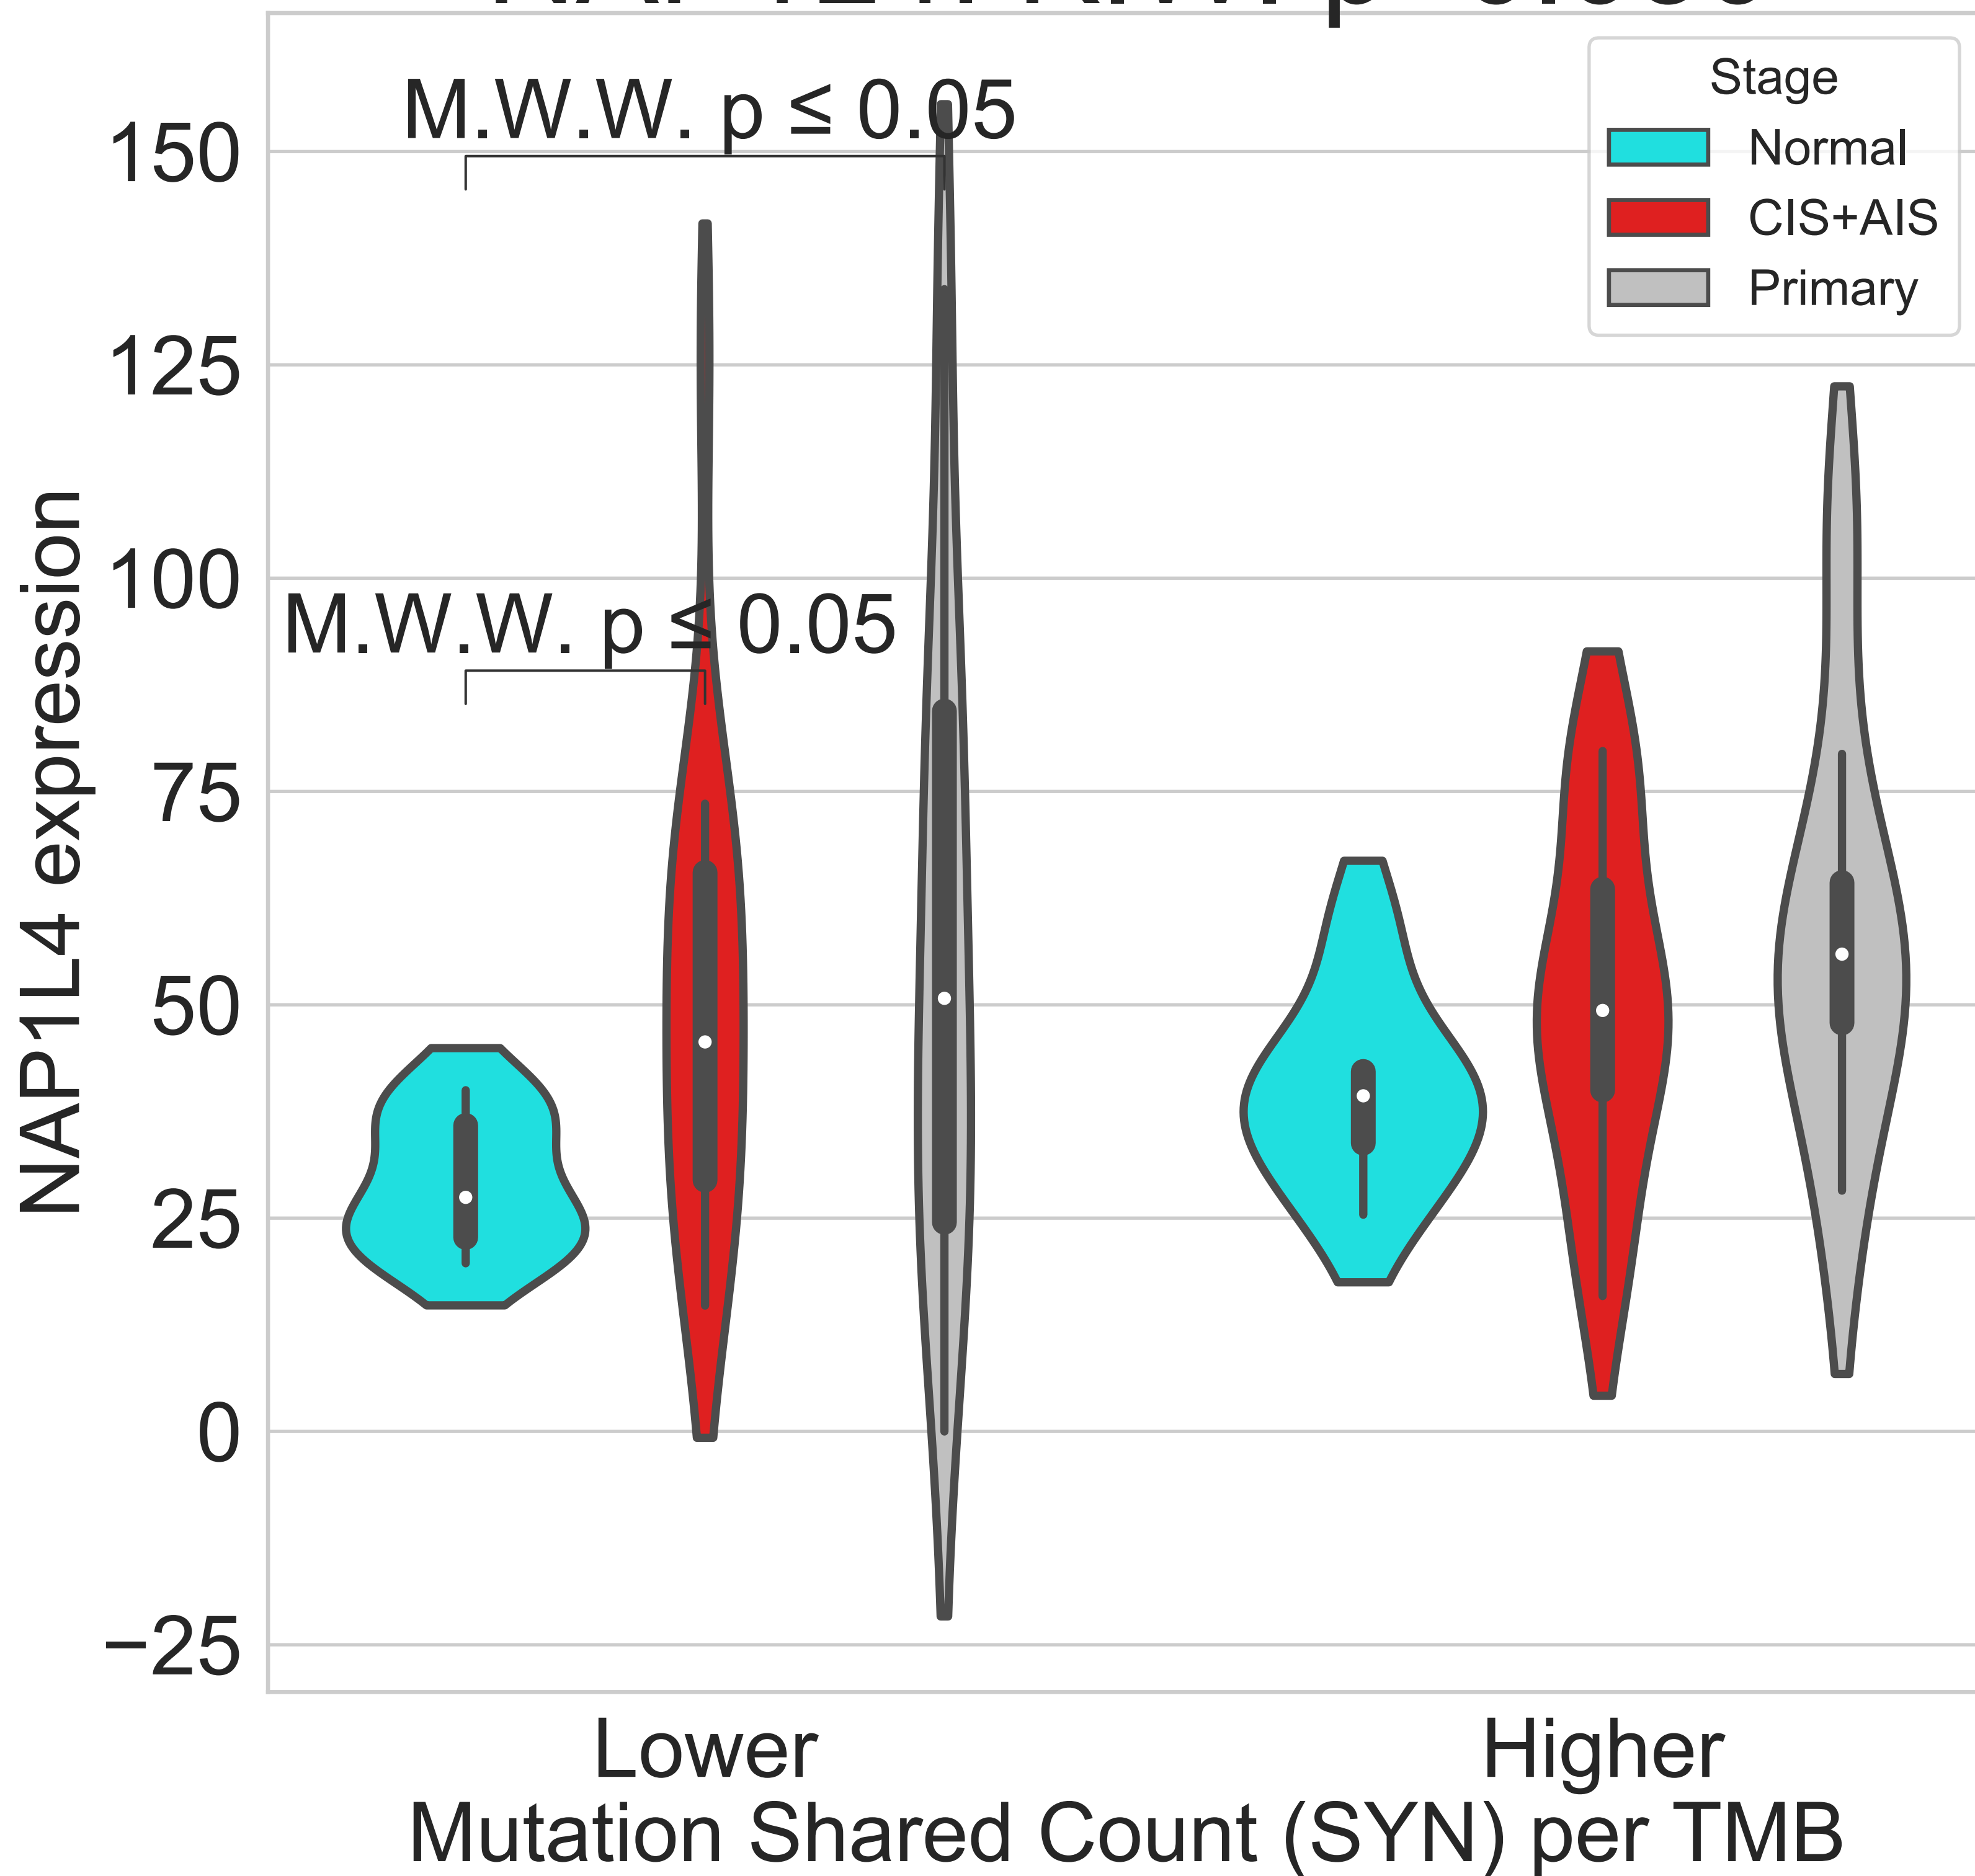 M.W.W. p ≤ 0.05
Stage
Normal
CIS+AIS
Primary
150
125
100
75
50
25
0
−25
M.W.W. p ≤ 0.05
NAP1L4 expression
Lower
Higher
Mutation Shared Count (SYN) per TMB